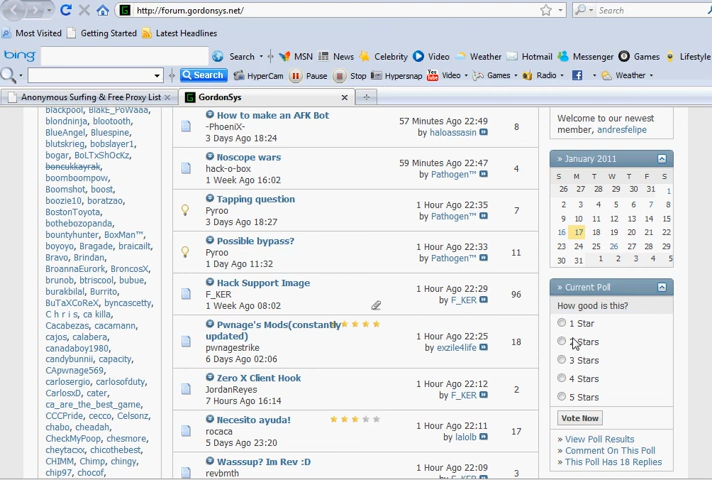 http://forum.gordonsys.net/
Search
Most Visited Getting Started Latest Headlines
bing Search MSN News Celebrity Video Weather Hotmail Messenger Games Lifestyle
Search HyperCam Pause Stop Hypersnap Video Games Radio Weather
Anonymous Surfing & Free Proxy List
GordonSys
blackpool, BlaKE_PoWaaa,
blondninja, blootooth,
BlueAngel, Bluespine,
blutskrieg, bobslayer1,
bogar, BoLTxShOcKz,
boncukkayrak,
boomboompow,
Boomshot, boost,
boozie10, boratzao,
BostonToyota,
bothebozopanda,
bountyhunter, BoxMan™,
boyoyo, Bragade, braicailt,
Bravo, Brindan,
BroannaEurork, BroncosX,
brunob, btriscool, bubue,
burakbilal, Burrito,
BuTaXCoReX, byncascetty,
C h r i s, ca killa,
Cacabezas, cacamann,
cajos, calabera,
canadaboy1980,
candybunnii, capacity,
CApwnage569,
carlosergio, carlosofduty,
CarlosxD, cater,
ca_are_the_best_game,
CCCPride, cecco, Celsonz,
chabo, cheadah,
CheckMyPoop, chesmore,
cheytacxx, chicothebest,
CHIMM, Chimp, chingy,
chip97, chocof,
How to make an AFK Bot
-PhoeniX-
3 Days Ago 18:24
57 Minutes Ago 22:49
by haloassasin
8
Noscope wars
hack-o-box
1 Week Ago 16:02
59 Minutes Ago 22:47
by Pathogen™
4
Tapping question
Pyroo
3 Days Ago 18:27
1 Hour Ago 22:35
by Pathogen™
7
Possible bypass?
Pyroo
1 Day Ago 11:32
1 Hour Ago 22:33
by Pathogen™
11
Hack Support Image
F_KER
1 Week Ago 08:02
1 Hour Ago 22:29
by F_KER
96
Pwnage's Mods(constantly
updated)
pwnagestrike
6 Days Ago 02:06
1 Hour Ago 22:25
by exzile4life
18
Zero X Client Hook
JordanReyes
7 Hours Ago 16:14
1 Hour Ago 22:12
by F_KER
2
Necesito ayuda!
rocaca
5 Days Ago 23:20
1 Hour Ago 22:11
by lalolb
17
Wasssup? Im Rev :D
revbmth
1 Hour Ago 22:09
by F_KER
3
Welcome to our newest
member, andresfelipe
» January 2011
S M T W T F S
26 27 28 29 30 31 1
2 3 4 5 6 7 8
9 10 11 12 13 14 15
16 17 18 19 20 21 22
23 24 25 26 27 28 29
30 31 1 2 3 4 5
» Current Poll
How good is this?
1 Star
2 Stars
3 Stars
4 Stars
5 Stars
Vote Now
» View Poll Results
» Comment On This Poll
» This Poll Has 18 Replies